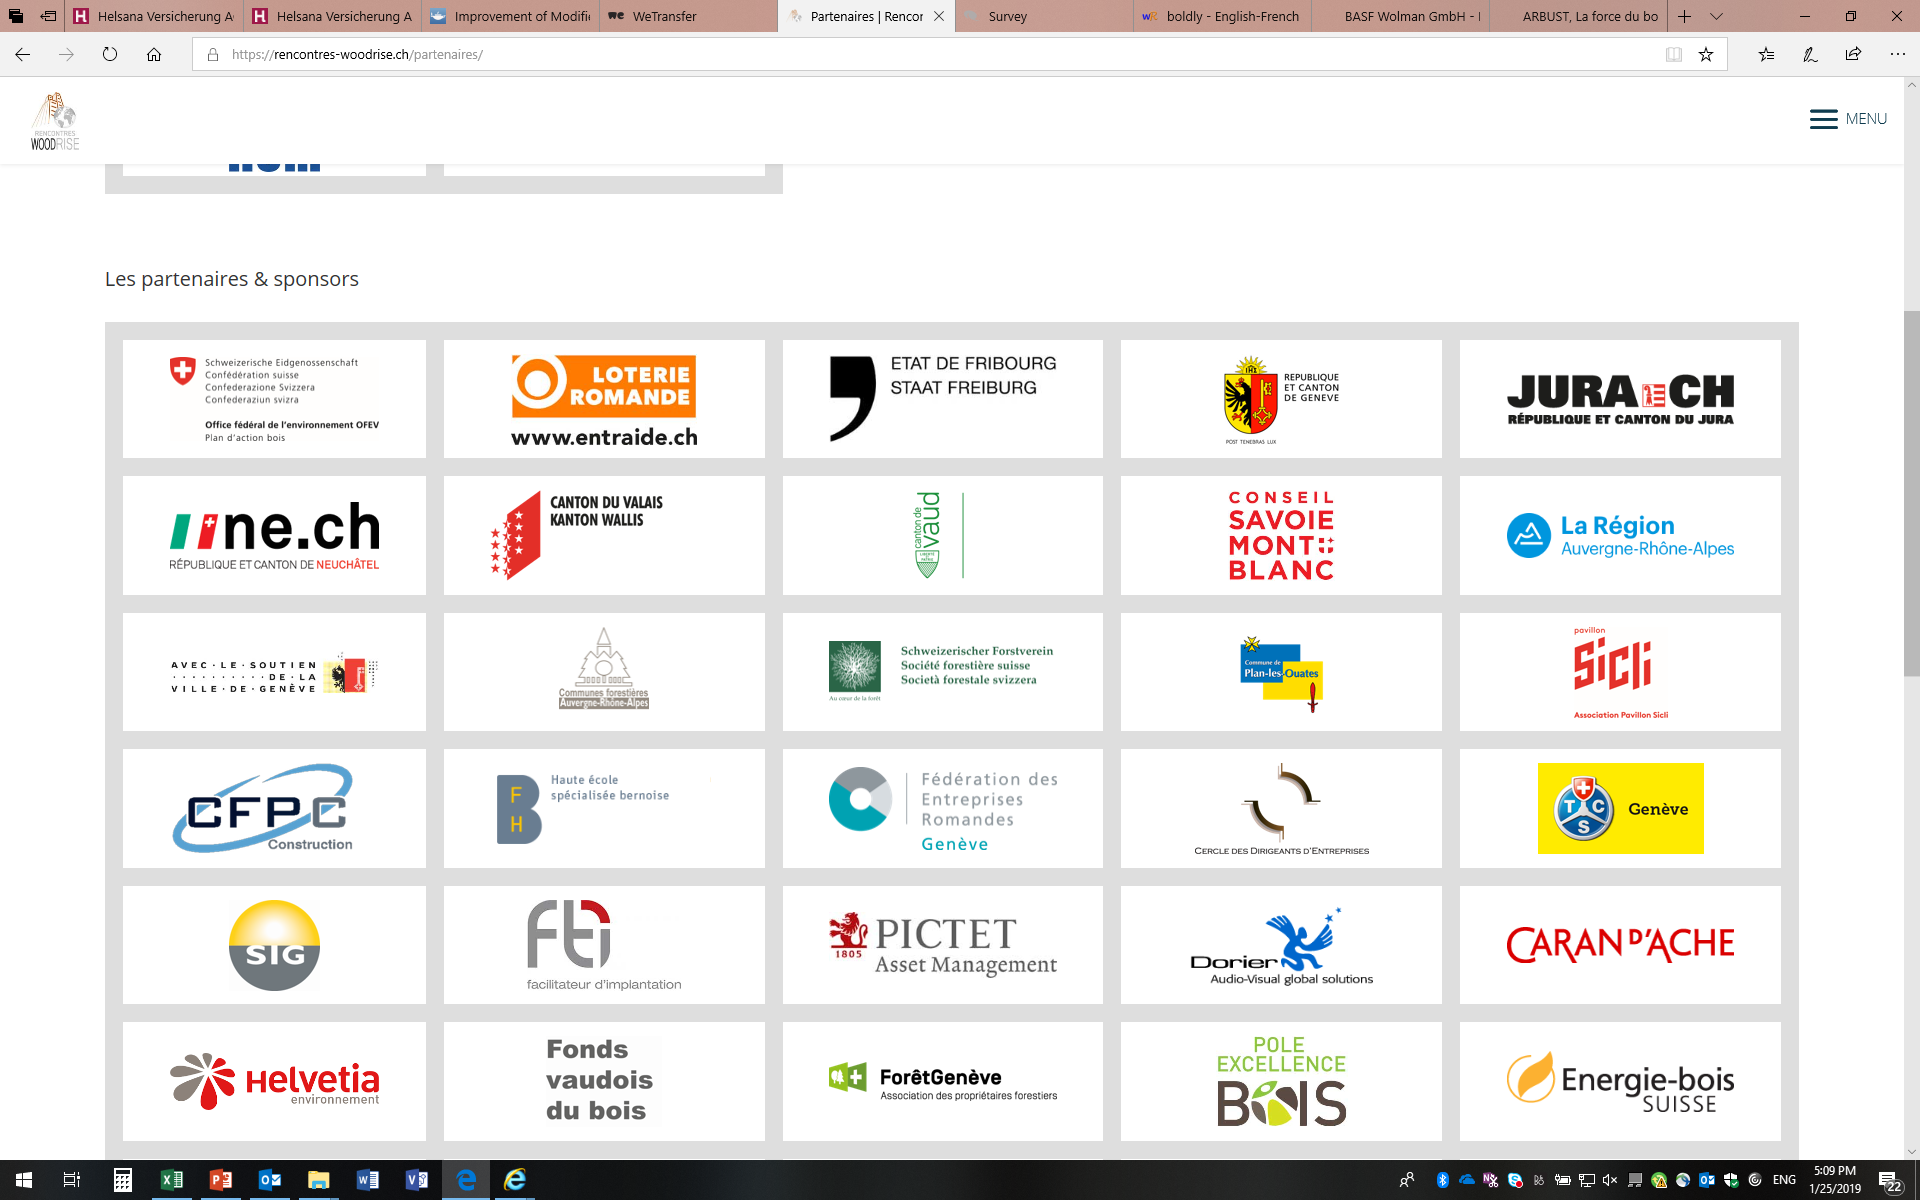 Helsana Versicherung A
Helsana Versicherung A
Improvement of Modifi
WeTransfer
Partenaires | Rencor
Survey
boldly - English-French
BASF Wolman GmbH -
ARBUST, La force du bo
https://rencontres-woodrise.ch/partenaires/
RENCONTRES
WOODRISE
MENU
Les partenaires & sponsors
Schweizerische Eidgenossenschaft
Confédération suisse
Confederazione Svizzera
Confederaziun svizra
Office fédéral de l'environnement OFEV
Plan d'action bois
LOTERIE
ROMANDE
www.entraide.ch
ETAT DE FRIBOURG
STAAT FREIBURG
REPUBLIQUE
ET CANTON
DE GENEVE
POST TENEBRAS LUX
JURA CH
RÉPUBLIQUE ET CANTON DU JURA
ne.ch
RÉPUBLIQUE ET CANTON DE NEUCHÂTEL
CANTON DU VALAIS
KANTON WALLIS
canton de
vaud
CONSEIL
SAVOIE
MONT
BLANC
La Région
Auvergne-Rhône-Alpes
AVEC·LE·SOUTIEN
DE·LA
VILLE·DE·GENÈVE
Communes forestières
Auvergne-Rhône-Alpes
Schweizerischer Forstverein
Société forestière suisse
Società forestale svizzera
Au cœur de la forêt
Commune de
Plan-les-Ouates
pavillon
Sicli
Association Pavillon Sicli
CFPC
Construction
B
F
H
Haute école
spécialisée bernoise
Fédération des
Entreprises
Romandes
Genève
CERCLE DES DIRIGEANTS D'ENTREPRISES
T C S
Genève
SIG
fti
facilitateur d'implantation
1805
PICTET
Asset Management
Dorier
Audio-Visual global solutions
CARAN D'ACHE
Helvetia
environnement
Fonds
vaudois
du bois
ForêtGenève
Association des propriétaires forestiers
POLE
EXCELLENCE
BOIS
Energie-bois
SUISSE
ENG
5:09 PM
1/25/2019
22